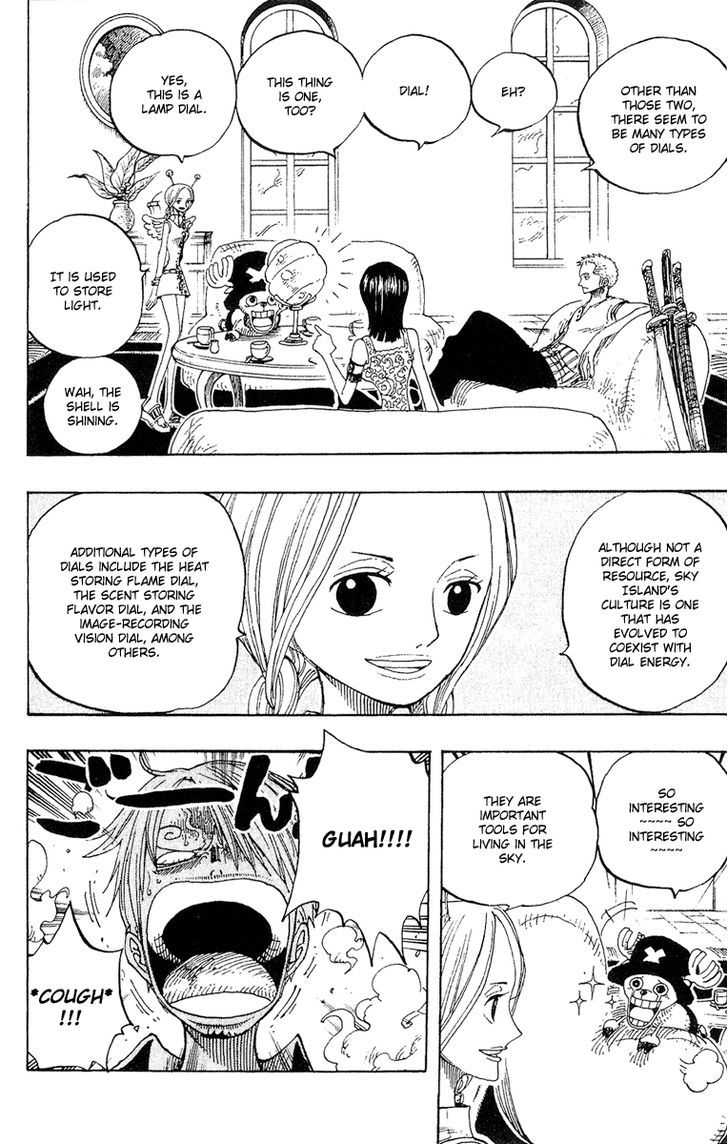 OTHER THAN
THOSE TWO,
THERE SEEM TO
BE MANY TYPES
OF DIALS.
EH?
DIAL!
THIS THING
IS ONE,
TOO?
YES,
THIS IS A
LAMP DIAL.
IT IS USED
TO STORE
LIGHT.
WAH, THE
SHELL IS
SHINING.
ALTHOUGH NOT A
DIRECT FORM OF
RESOURCE, SKY
ISLAND'S
CULTURE IS ONE
THAT HAS
EVOLVED TO
COEXIST WITH
DIAL ENERGY.
ADDITIONAL TYPES OF
DIALS INCLUDE THE HEAT
STORING FLAME DIAL,
THE SCENT STORING
FLAVOR DIAL, AND THE
IMAGE-RECORDING
VISION DIAL, AMONG
OTHERS.
SO
INTERESTING
~~~~ SO
INTERESTING
~~~~
THEY ARE
IMPORTANT
TOOLS FOR
LIVING IN THE
SKY.
GUAH!!!!
*COUGH*
!!!